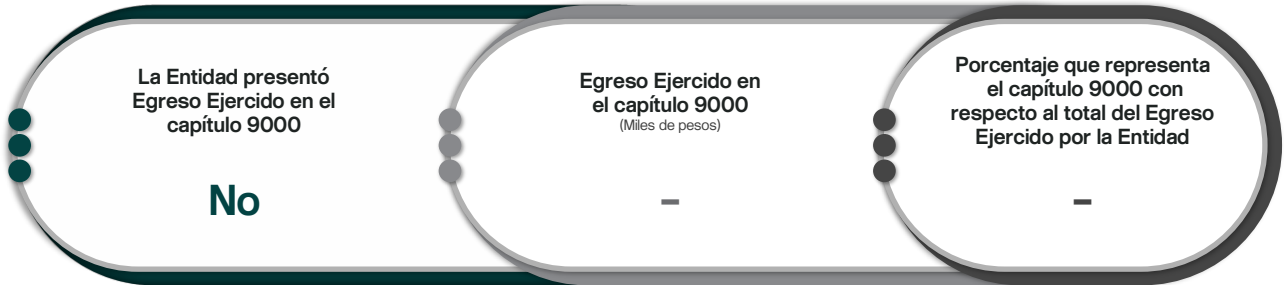 La Entidad presentó
Egreso Ejercido en el
capítulo 9000
No
Egreso Ejercido en
el capítulo 9000
(Miles de pesos)
-
Porcentaje que representa
el capítulo 9000 con
respecto al total del Egreso
Ejercido por la Entidad
-